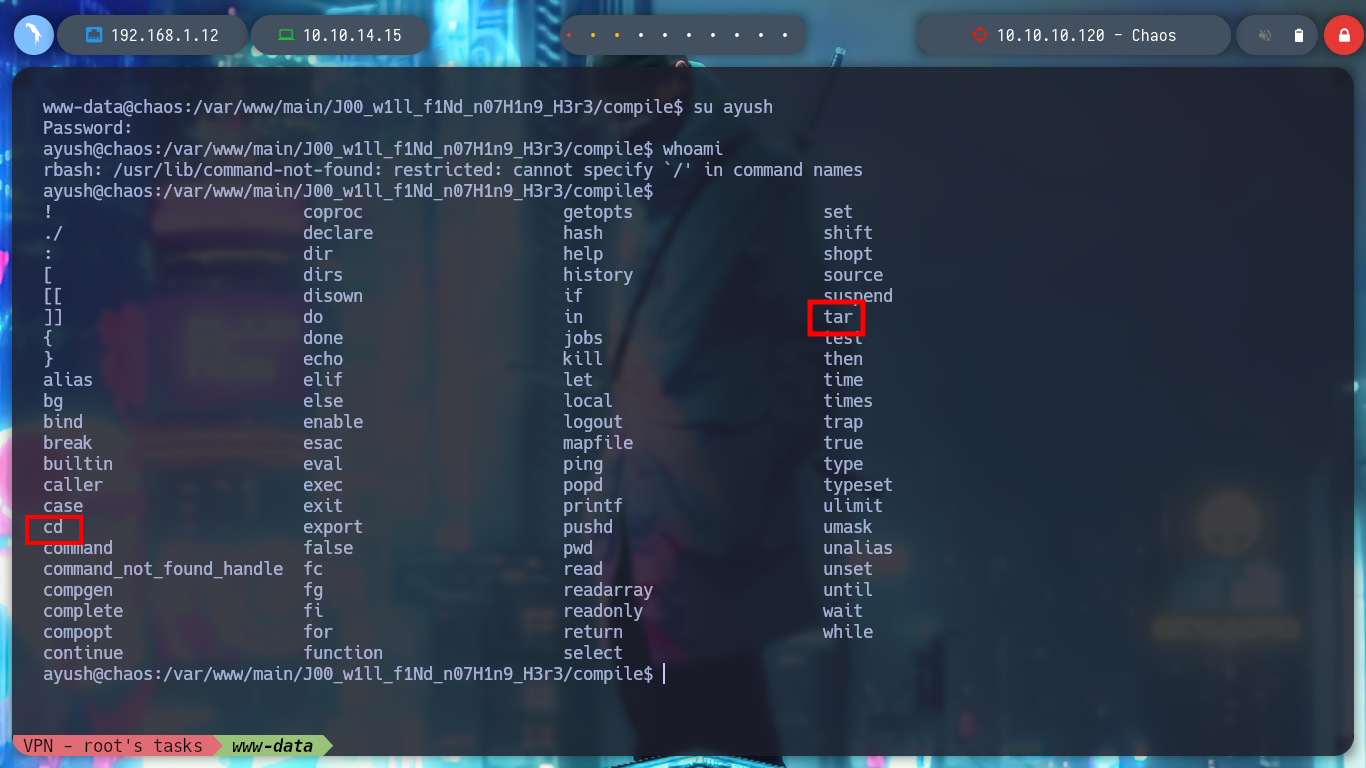 192.168.1.12 10.10.14.15 10.10.10.120 - Chaos
www-data@chaos:/var/www/main/J00_w1ll_f1Nd_n07H1n9_H3r3/compile$ su ayush
Password:
ayush@chaos:/var/www/main/J00_w1ll_f1Nd_n07H1n9_H3r3/compile$ whoami
rbash: /usr/lib/command-not-found: restricted: cannot specify `/' in command names
ayush@chaos:/var/www/main/J00_w1ll_f1Nd_n07H1n9_H3r3/compile$
! coproc getopts set
./ declare hash shift
: dir help shopt
[ dirs history source
[[ disown if suspend
]] do in tar
{ done jobs test
} echo kill then
alias elif let time
bg else local times
bind enable logout trap
break esac mapfile true
builtin eval ping type
caller exec popd typeset
case exit printf ulimit
cd export pushd umask
command false pwd unalias
command_not_found_handle fc read unset
compgen fg readarray until
complete fi readonly wait
compopt for return while
continue function select
ayush@chaos:/var/www/main/J00_w1ll_f1Nd_n07H1n9_H3r3/compile$
VPN - root's tasks www-data